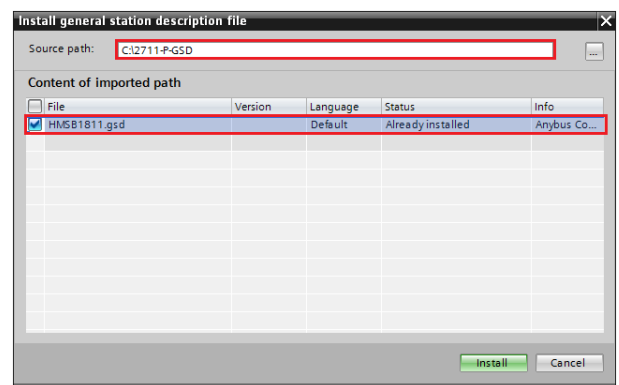 Install general station description file
Source path: C:\2711-P-GSD ...
Content of imported path
File Version Language Status Info
HMSB1811.gsd Default Already installed Anybus Co...
Install Cancel